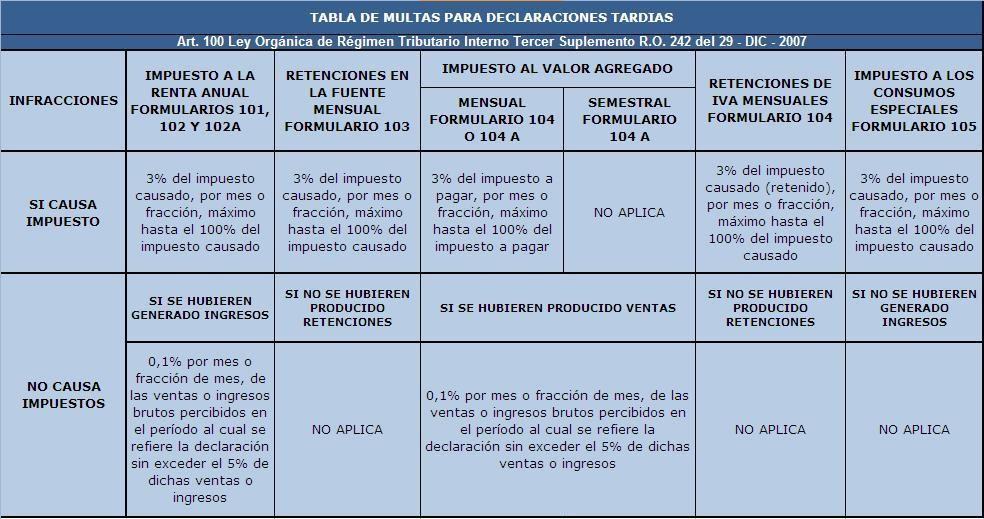 TABLA DE MULTAS PARA DECLARACIONES TARDIAS
Art. 100 Ley Orgánica de Régimen Tributario Interno Tercer Suplemento R.O. 242 del 29 - DIC - 2007
INFRACCIONES
IMPUESTO A LA
RENTA ANUAL
FORMULARIOS 101,
102 Y 102A
RETENCIONES EN
LA FUENTE
MENSUAL
FORMULARIO 103
IMPUESTO AL VALOR AGREGADO
MENSUAL
FORMULARIO 104
O 104 A
SEMESTRAL
FORMULARIO
104 A
RETENCIONES DE
IVA MENSUALES
FORMULARIO 104
IMPUESTO A LOS
CONSUMOS
ESPECIALES
FORMULARIO 105
SI CAUSA
IMPUESTO
3% del impuesto
causado, por mes o
fracción, máximo
hasta el 100% del
impuesto causado
3% del impuesto
causado, por mes o
fracción, máximo
hasta el 100% del
impuesto causado
3% del impuesto a
pagar, por mes o
fracción, máximo
hasta el 100% del
impuesto a pagar
NO APLICA
3% del impuesto
causado (retenido),
por mes o fracción,
máximo hasta el
100% del impuesto
causado
3% del impuesto
causado, por mes o
fracción, máximo
hasta el 100% del
impuesto causado
NO CAUSA
IMPUESTOS
SI SE HUBIEREN
GENERADO INGRESOS
SI NO SE HUBIEREN
PRODUCIDO
RETENCIONES
SI SE HUBIEREN PRODUCIDO VENTAS
SI NO SE HUBIEREN
PRODUCIDO
RETENCIONES
SI NO SE HUBIEREN
GENERADO
INGRESOS
0,1% por mes o
fracción de mes, de
las ventas o ingresos
brutos percibidos en
el período al cual se
refiere la declaración
sin exceder el 5% de
dichas ventas o
ingresos
NO APLICA
0,1% por mes o fracción de mes, de las
ventas o ingresos brutos percibidos en
el período al cual se refiere la
declaración sin exceder el 5% de dichas
ventas o ingresos
NO APLICA
NO APLICA